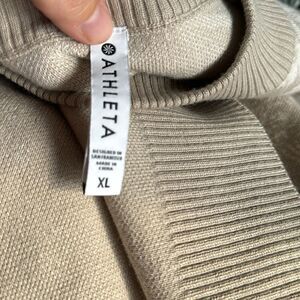 ATHLETA
DESIGNED IN
SAN FRANCISCO
MADE IN
CHINA
XL